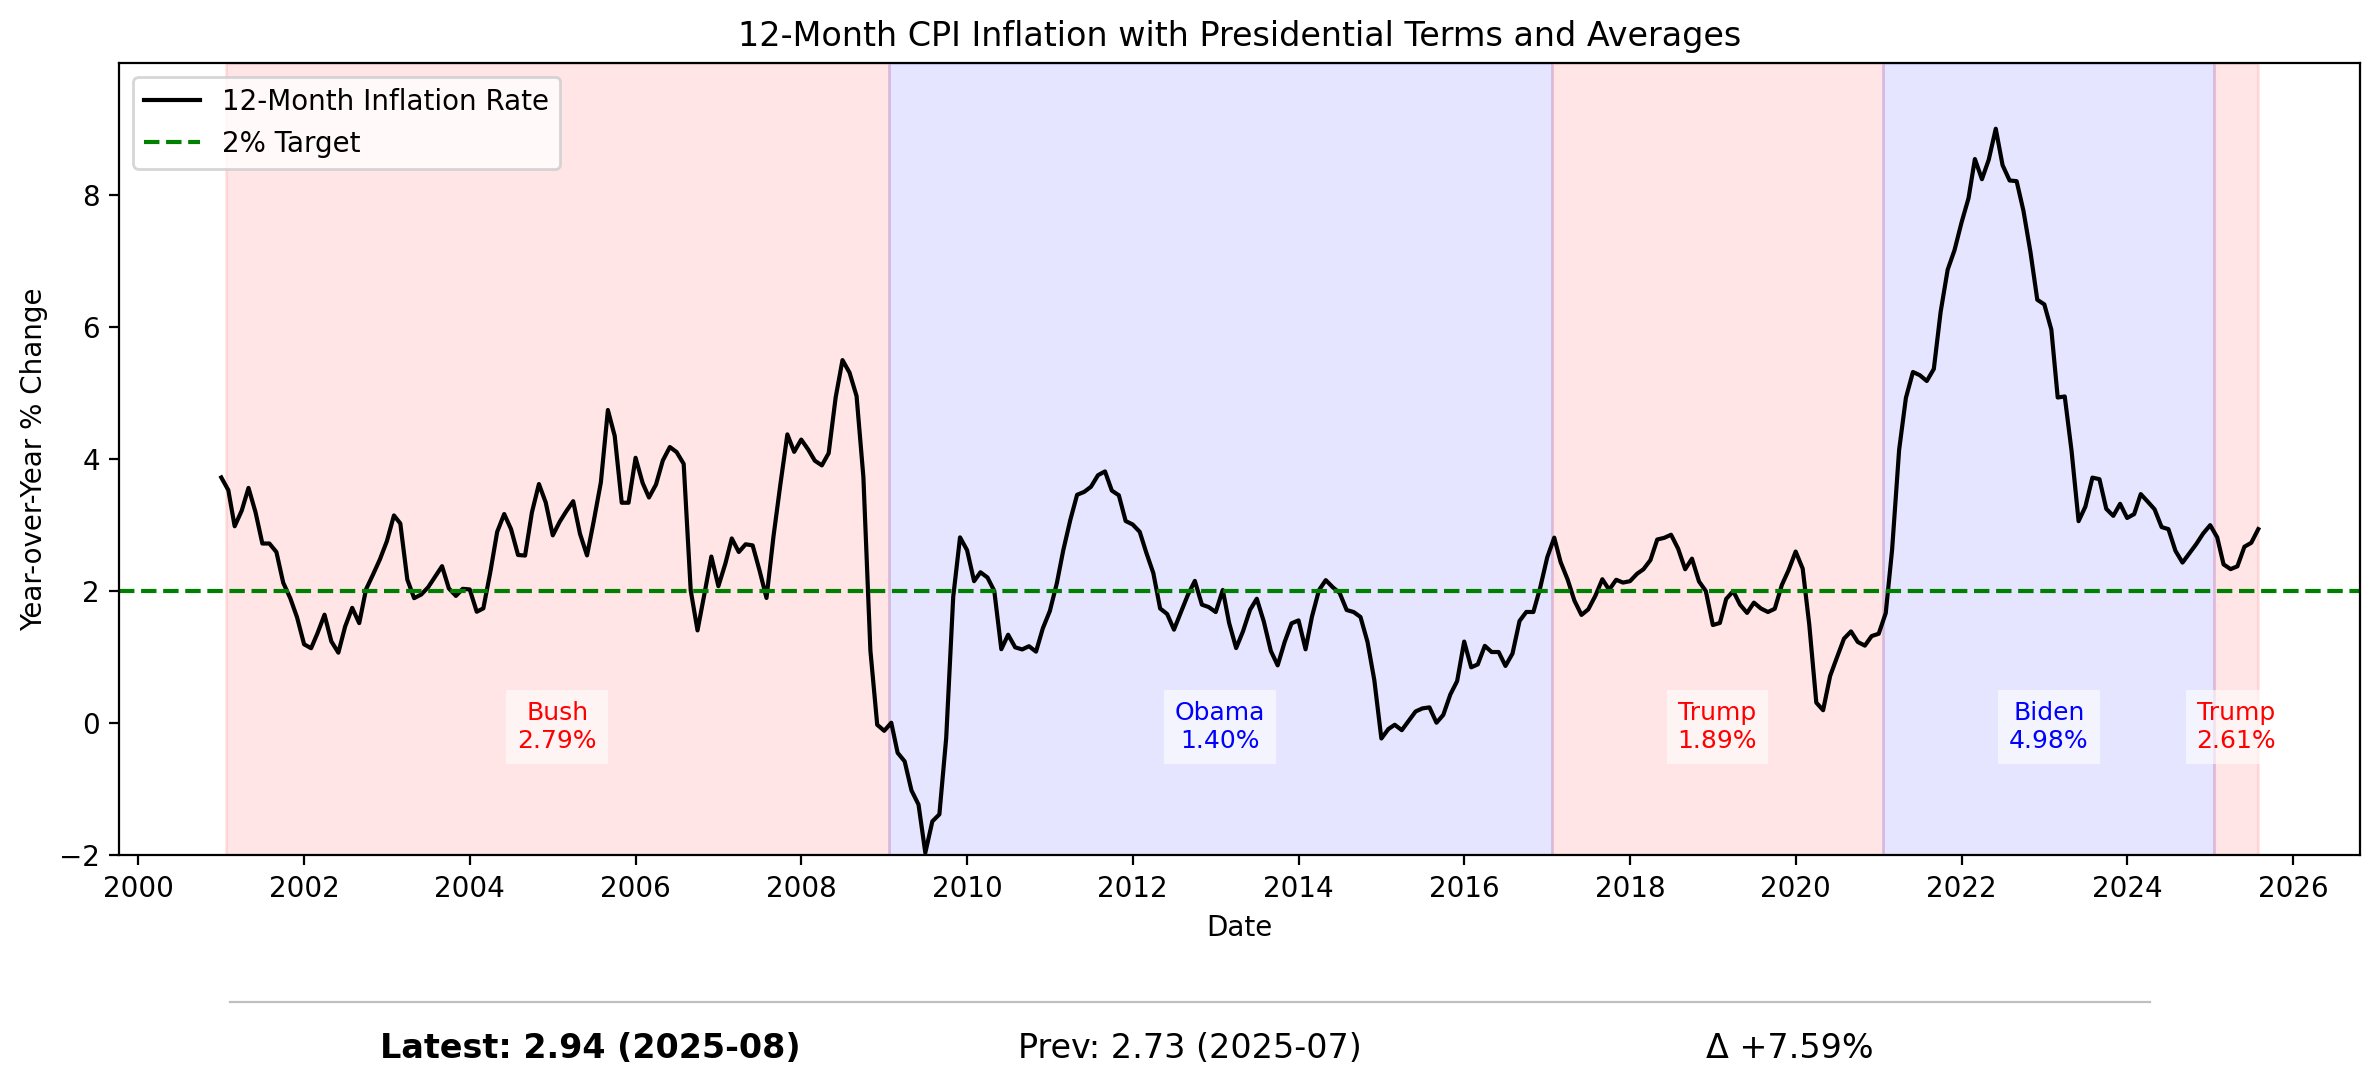 12-Month CPI Inflation with Presidential Terms and Averages
12-Month Inflation Rate
2% Target
Year-over-Year % Change
8
6
4
2
0
−2
Bush
2.79%
Obama
1.40%
Trump
1.89%
Biden
4.98%
Trump
2.61%
2000 2002 2004 2006 2008 2010 2012 2014 2016 2018 2020 2022 2024 2026
Date
Latest: 2.94 (2025-08) Prev: 2.73 (2025-07) Δ +7.59%